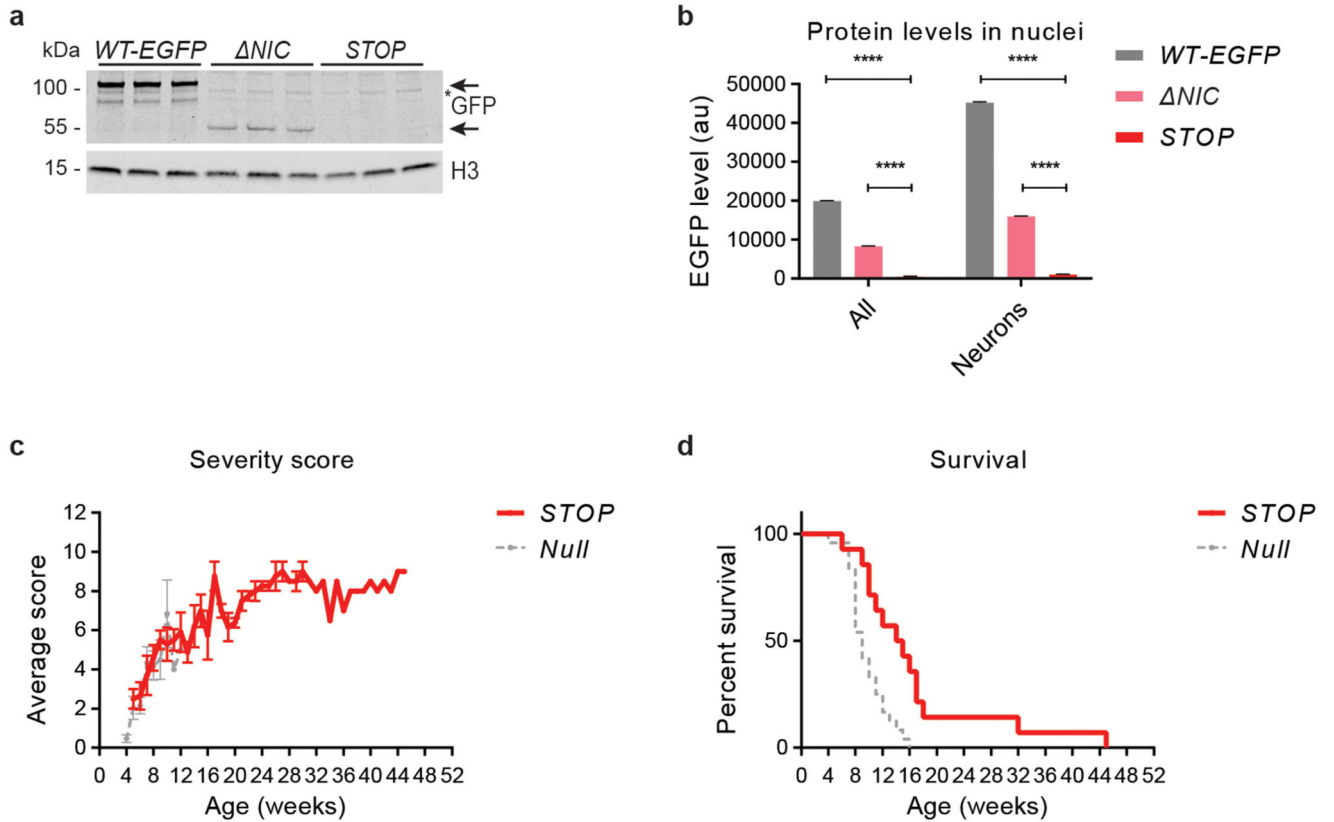 a
kDa WT-EGFP ΔNIC STOP
100 -
* GFP
55 -
15 - H3
b
Protein levels in nuclei
**** ****
**** ****
EGFP level (au)
50000
40000
30000
20000
10000
0
All Neurons
WT-EGFP
ΔNIC
STOP
c
Severity score
Average score
12
10
8
6
4
2
0
0 4 8 12 16 20 24 28 32 36 40 44 48 52
Age (weeks)
STOP
Null
d
Survival
Percent survival
100
50
0
0 4 8 12 16 20 24 28 32 36 40 44 48 52
Age (weeks)
STOP
Null